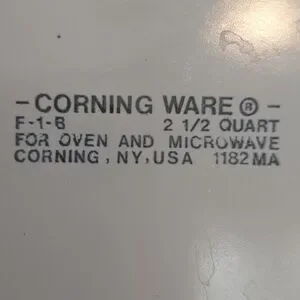 - CORNING WARE ® -
F-1-B 2 1/2 QUART
FOR OVEN AND MICROWAVE
CORNING, NY, USA 1182 MA